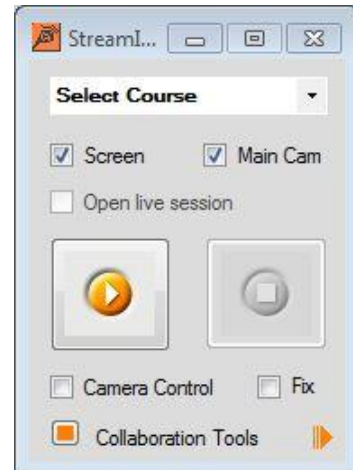 StreamI...
Select Course
Screen Main Cam
Open live session
Camera Control Fix
Collaboration Tools